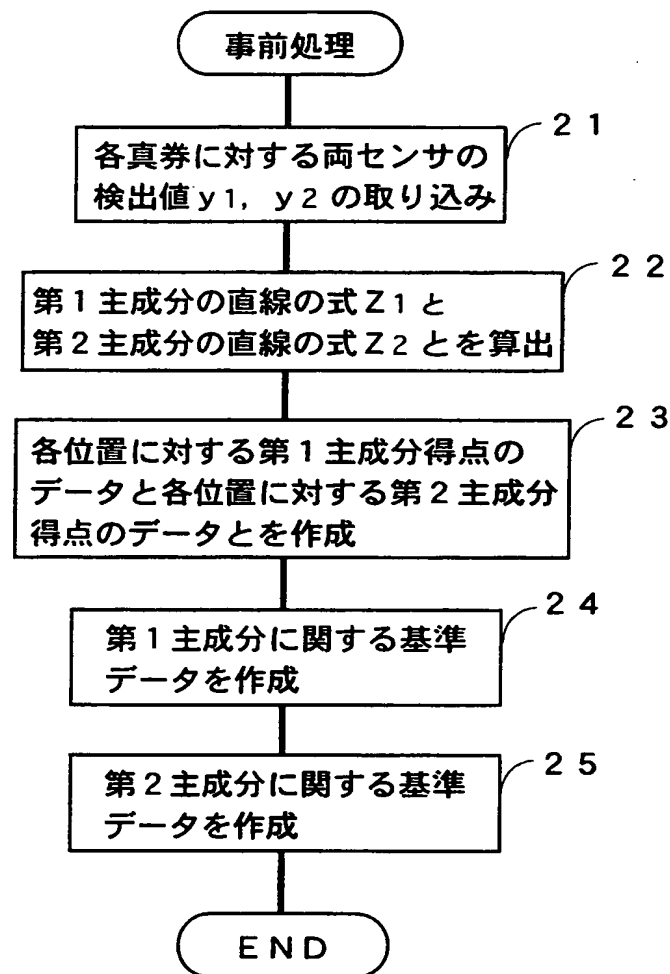 事前処理
21
各真券に対する両センサの
検出値y1, y2の取り込み
22
第1主成分の直線の式Z1と
第2主成分の直線の式Z2とを算出
23
各位置に対する第1主成分得点の
データと各位置に対する第2主成分
得点のデータとを作成
24
第1主成分に関する基準
データを作成
25
第2主成分に関する基準
データを作成
END